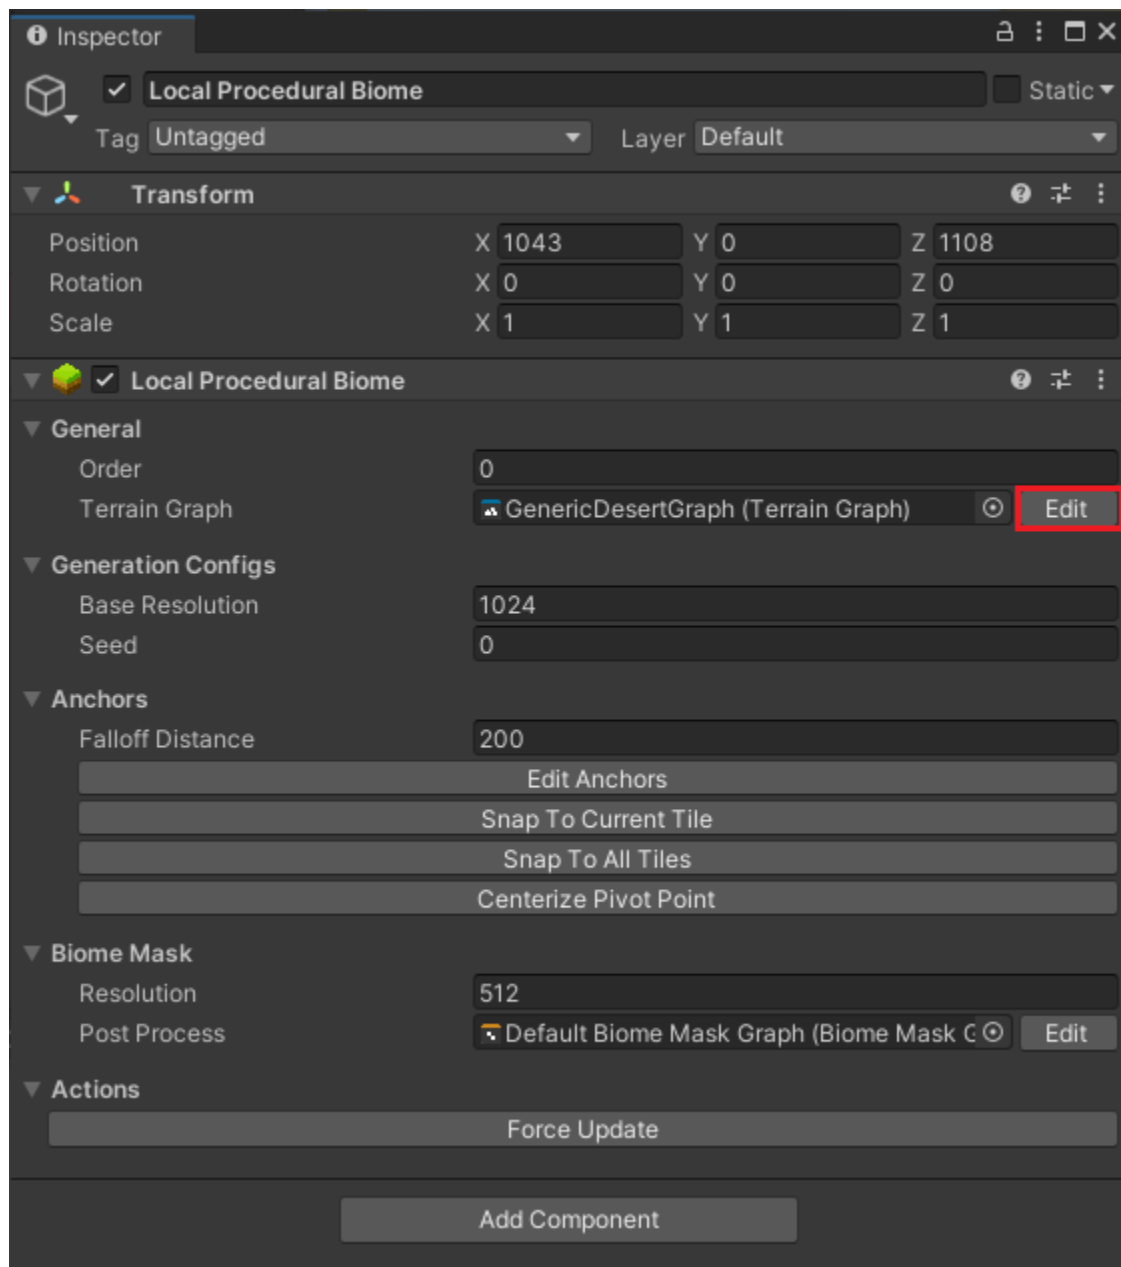 Inspector
Local Procedural Biome Static
Tag Untagged Layer Default
Transform
Position X 1043 Y 0 Z 1108
Rotation X 0 Y 0 Z 0
Scale X 1 Y 1 Z 1
Local Procedural Biome
General
Order 0
Terrain Graph GenericDesertGraph (Terrain Graph) Edit
Generation Configs
Base Resolution 1024
Seed 0
Anchors
Falloff Distance 200
Edit Anchors
Snap To Current Tile
Snap To All Tiles
Centerize Pivot Point
Biome Mask
Resolution 512
Post Process Default Biome Mask Graph (Biome Mask G Edit
Actions
Force Update
Add Component